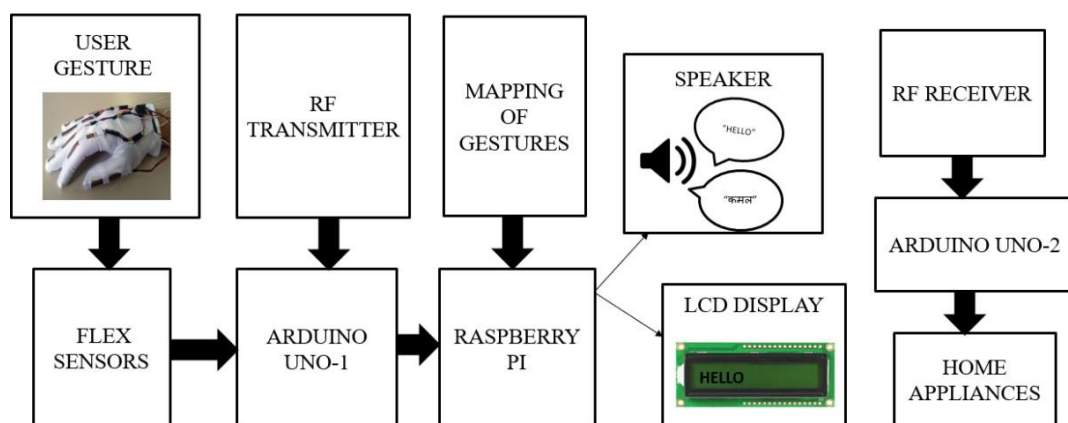 USER
GESTURE
RF
TRANSMITTER
MAPPING
OF
GESTURES
SPEAKER
"HELLO"
"कमल"
RF RECEIVER
FLEX
SENSORS
ARDUINO
UNO-1
RASPBERRY
PI
LCD DISPLAY
HELLO
ARDUINO UNO-2
HOME
APPLIANCES